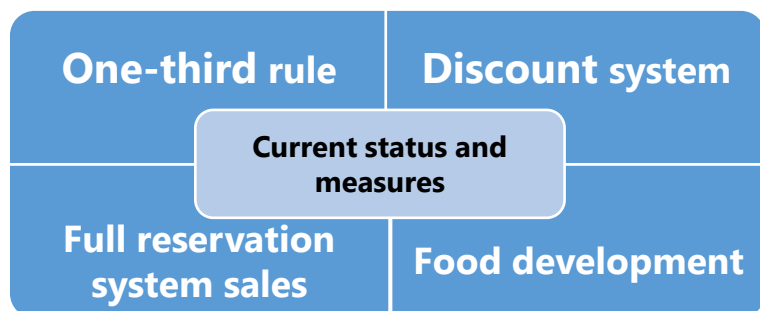 One-third rule
Discount system
Current status and
measures
Full reservation
system sales
Food development